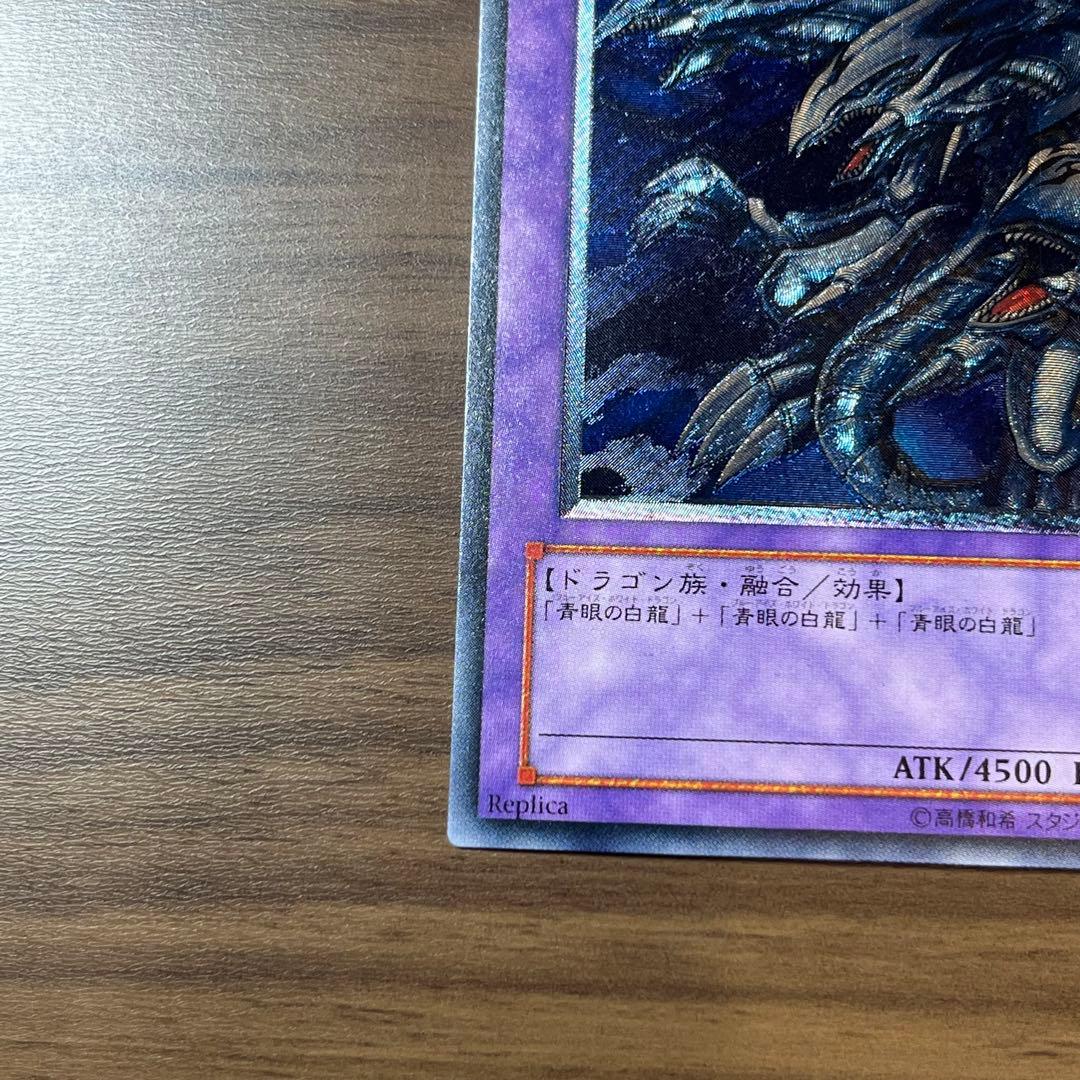 【ドラゴン族・融合／効果】
「青眼の白龍」＋「青眼の白龍」＋「青眼の白龍」
ATK/4500
Replica
©高橋和希 スタジ